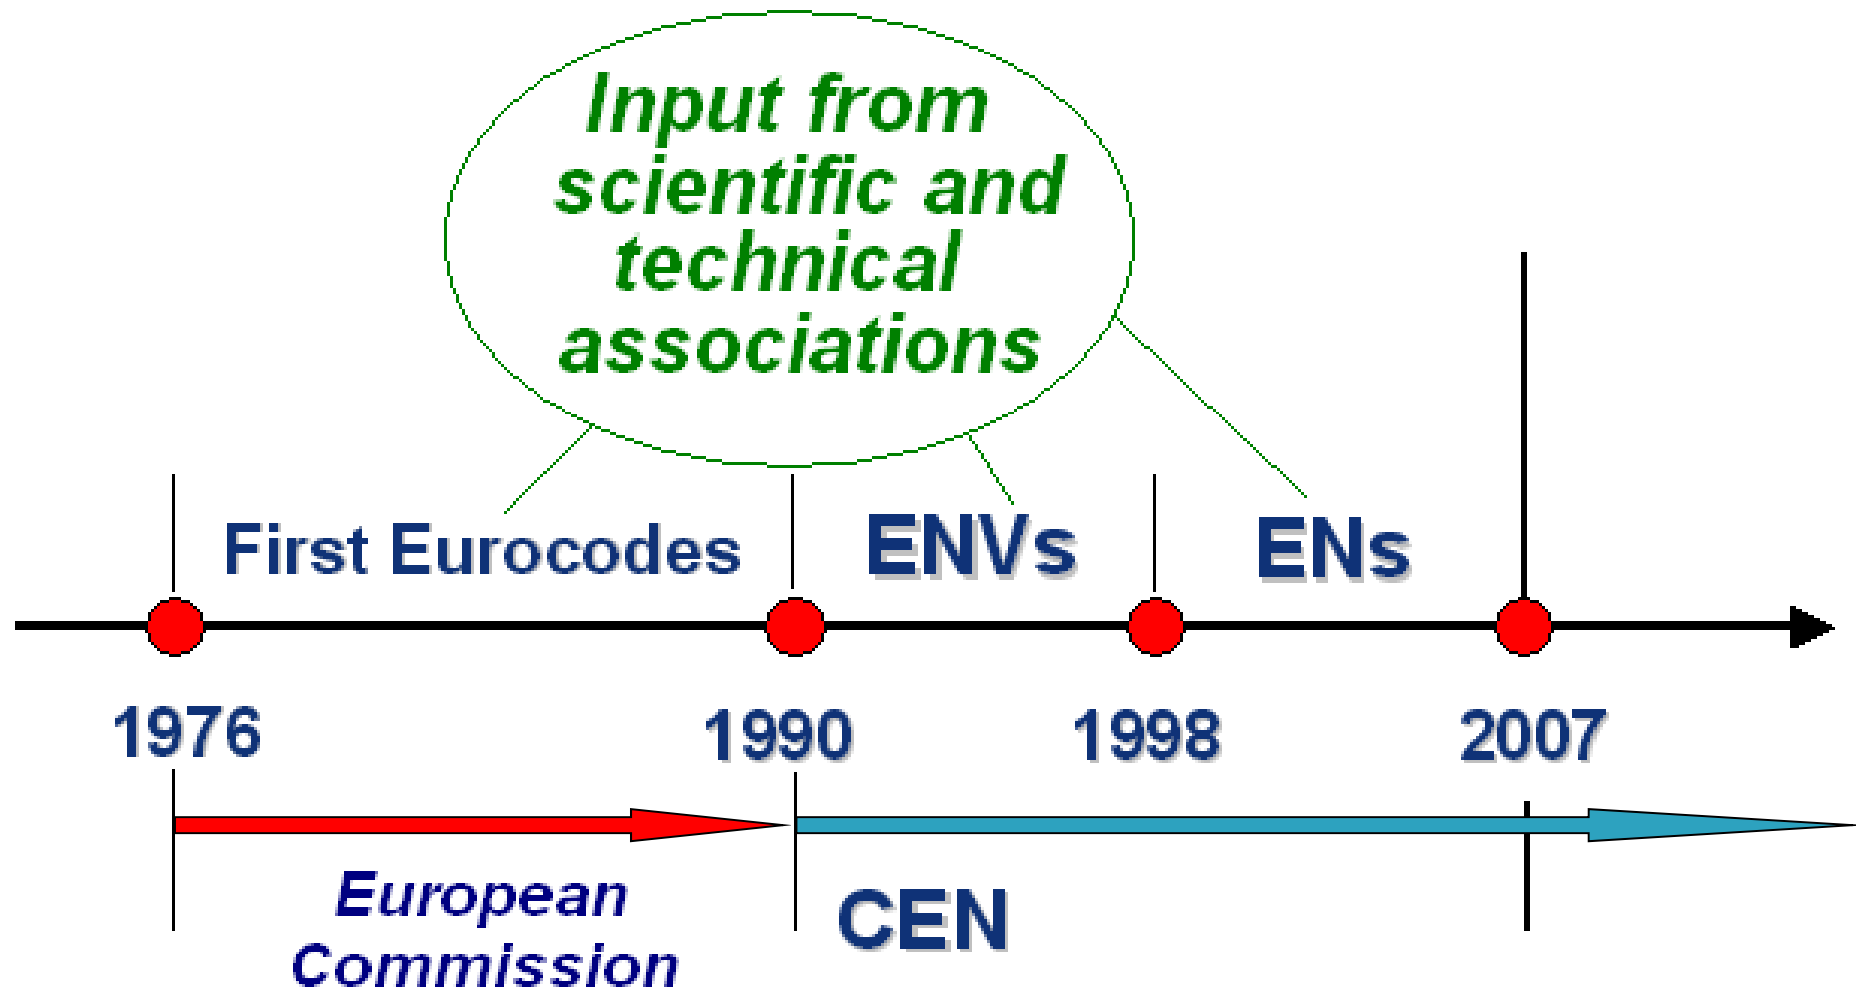 Input from
scientific and
technical
associations
First Eurocodes
ENVs
ENs
1976
1990
1998
2007
European
Commission
CEN